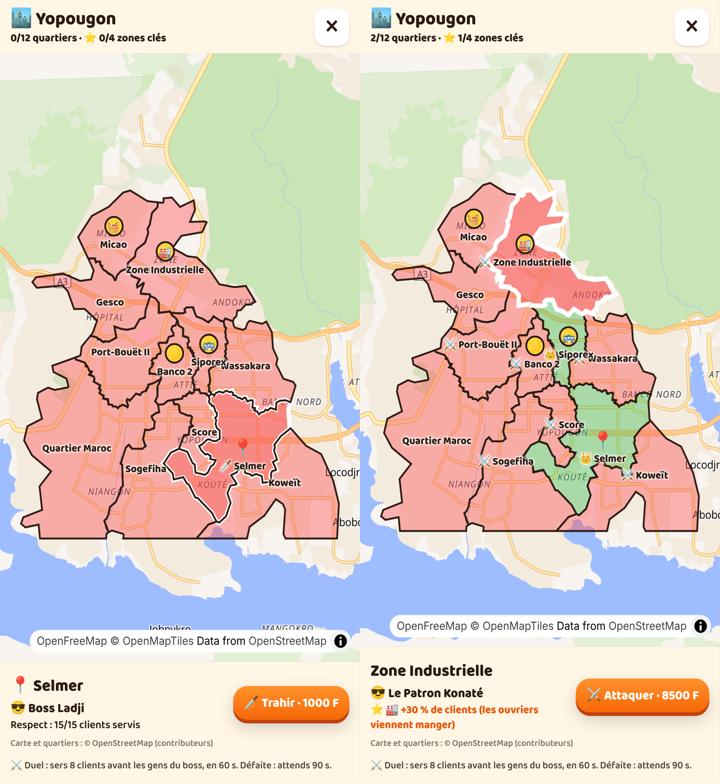 Yopougon
0/12 quartiers · ⭐ 0/4 zones clés
Micao
Zone Industrielle
A3
ANDOKO
Gesco
HÔPITAL
Port-Bouët II
Siporex
Wassakara
Banco 2
ATTIÉ
NORD
Score
Quartier Maroc
Selmer
Sogefiha
KOUTÉ
Koweït
NIANGON
Locodj
Abobo
MANGOKRO
OpenFreeMap © OpenMapTiles Data from OpenStreetMap
Selmer
Boss Ladji
Respect : 15/15 clients servis
Trahir · 1000 F
Carte et quartiers : © OpenStreetMap (contributeurs)
Duel : sers 8 clients avant les gens du boss, en 60 s. Défaite : attends 90 s.
Yopougon
2/12 quartiers · ⭐ 1/4 zones clés
Micao
Zone Industrielle
A3
Gesco
HÔPITAL
Port-Bouët II
Siporex
Wassakara
Banco 2
NORD
Score
Quartier Maroc
Selmer
Sogefiha
KOUTÉ
Koweït
NIANGON
Locodjr
Abobo
OpenFreeMap © OpenMapTiles Data from OpenStreetMap
Zone Industrielle
Le Patron Konaté
+30 % de clients (les ouvriers
viennent manger)
Attaquer · 8500 F
Carte et quartiers : © OpenStreetMap (contributeurs)
Duel : sers 8 clients avant les gens du boss, en 60 s. Défaite : attends 90 s.